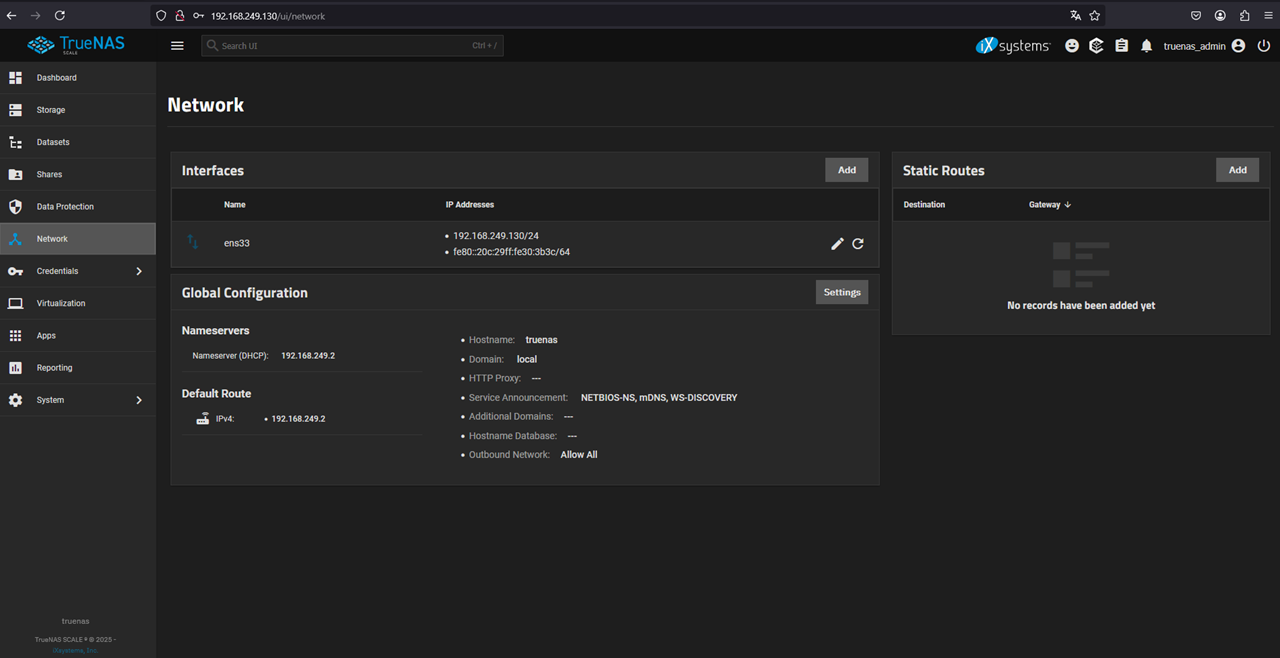 192.168.249.130/ui/network
TrueNAS
SCALE
Search UI
Ctrl + /
iX systems
truenas_admin
Dashboard
Storage
Datasets
Shares
Data Protection
Network
Credentials
Virtualization
Apps
Reporting
System
truenas
TrueNAS SCALE ® © 2025 -
iXsystems, Inc.
Network
Interfaces
Add
Name IP Addresses
ens33
• 192.168.249.130/24
• fe80::20c:29ff:fe30:3b3c/64
Global Configuration
Settings
Nameservers
Nameserver (DHCP): 192.168.249.2
Default Route
IPv4: • 192.168.249.2
• Hostname: truenas
• Domain: local
• HTTP Proxy: ---
• Service Announcement: NETBIOS-NS, mDNS, WS-DISCOVERY
• Additional Domains: ---
• Hostname Database: ---
• Outbound Network: Allow All
Static Routes
Add
Destination Gateway
No records have been added yet